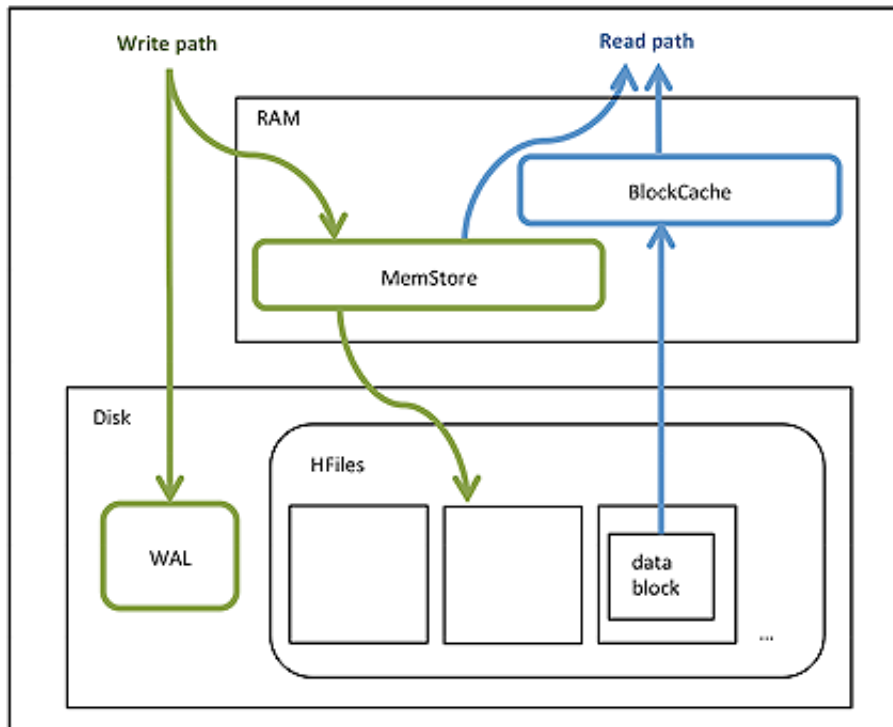 Write path
Read path
RAM
BlockCache
MemStore
Disk
HFiles
WAL
data
block
...